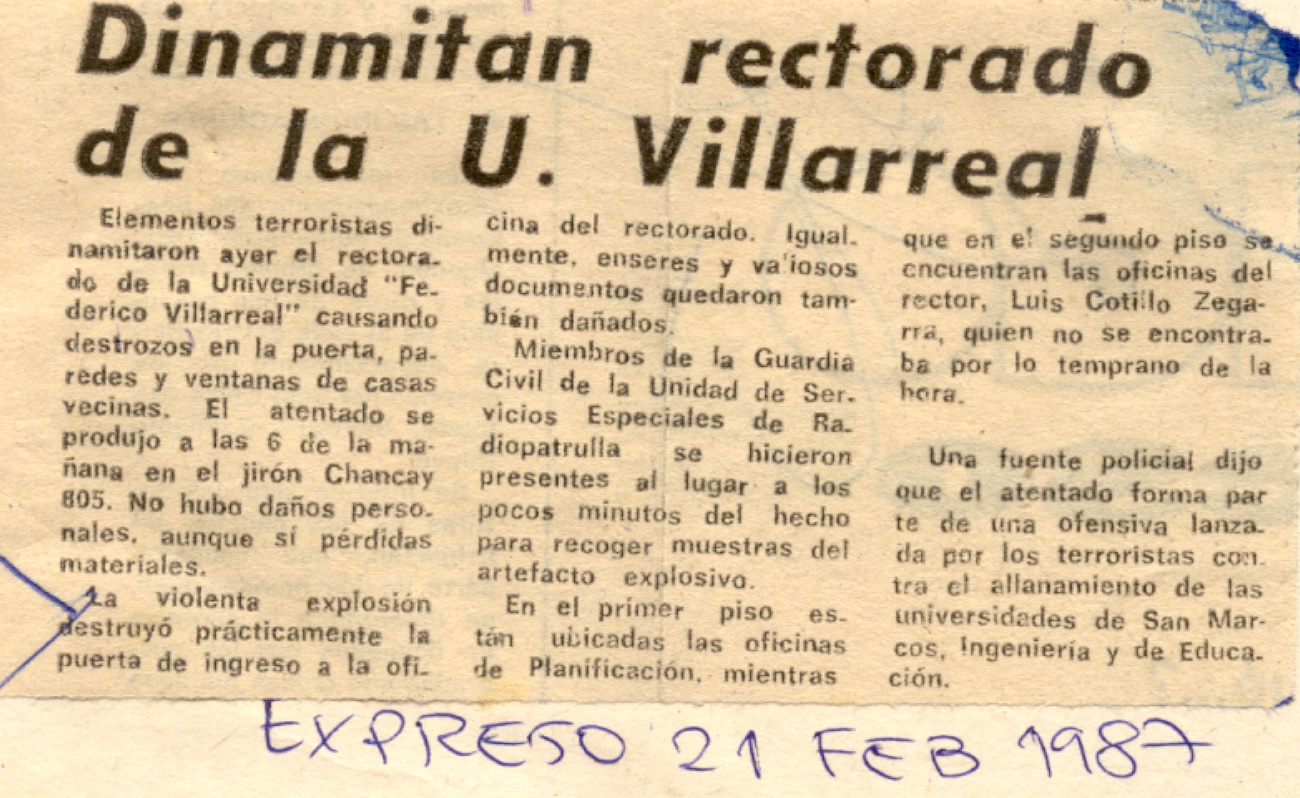 Dinamitan rectorado
de la U. Villarreal
Elementos terroristas di-
namitaron ayer el rectora-
do de la Universidad "Fe-
derico Villarreal" causando
destrozos en la puerta, pa-
redes y ventanas de casas
vecinas. El atentado se
produjo a las 6 de la ma-
ñana en el jirón Chancay
805. No hubo daños perso-
nales, aunque sí pérdidas
materiales.
La violenta explosión
destruyó prácticamente la
puerta de ingreso a la ofi-
cina del rectorado. Igual-
mente, enseres y va'iosos
documentos quedaron tam-
bién dañados.
Miembros de la Guardia
Civil de la Unidad de Ser-
vicios Especiales de Ra-
diopatrulla se hicieron
presentes al lugar a los
pocos minutos del hecho
para recoger muestras del
artefacto explosivo.
En el primer piso es-
tán ubicadas las oficinas
de Planificación, mientras
que en el segundo piso se
encuentran las oficinas del
rector, Luis Cotillo Zega-
rra, quien no se encontra-
ba por lo temprano de la
hora.
Una fuente policial dijo
que el atentado forma par
te de una ofensiva lanza-
da por los terroristas con-
tra el allanamiento de las
universidades de San Mar-
cos, Ingeniería y de Educa-
ción.
EXPRESO 21 FEB 1987